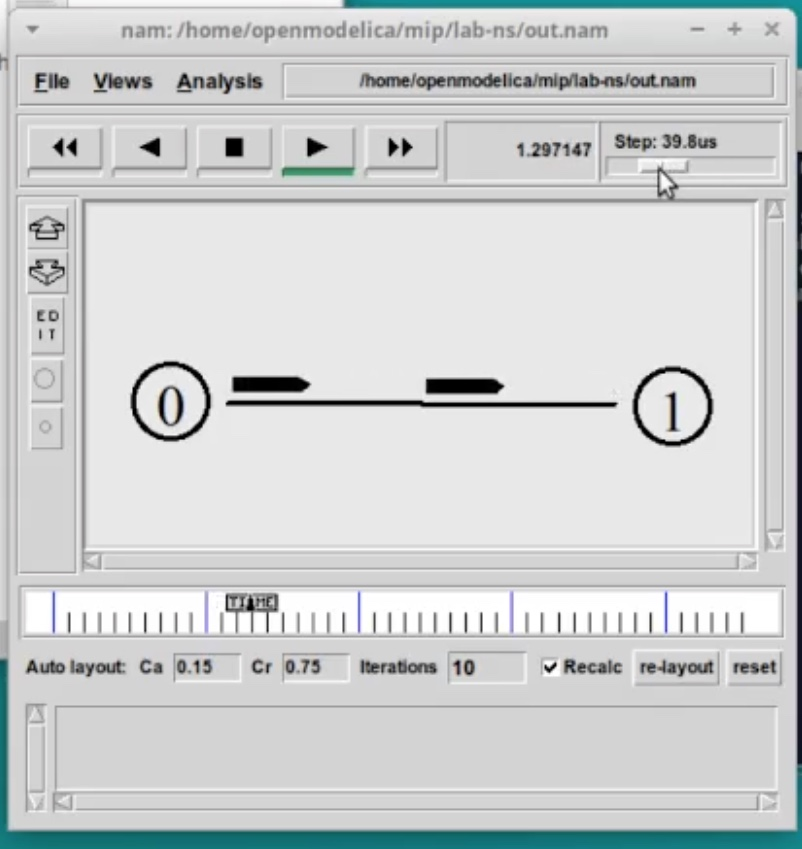 nam: /home/openmodelica/mip/lab-ns/out.nam
File Views Analysis /home/openmodelica/mip/lab-ns/out.nam
1.297147 Step: 39.8us
ED
IT
0 1
TIME
Auto layout: Ca 0.15 Cr 0.75 Iterations 10 Recalc re-layout reset